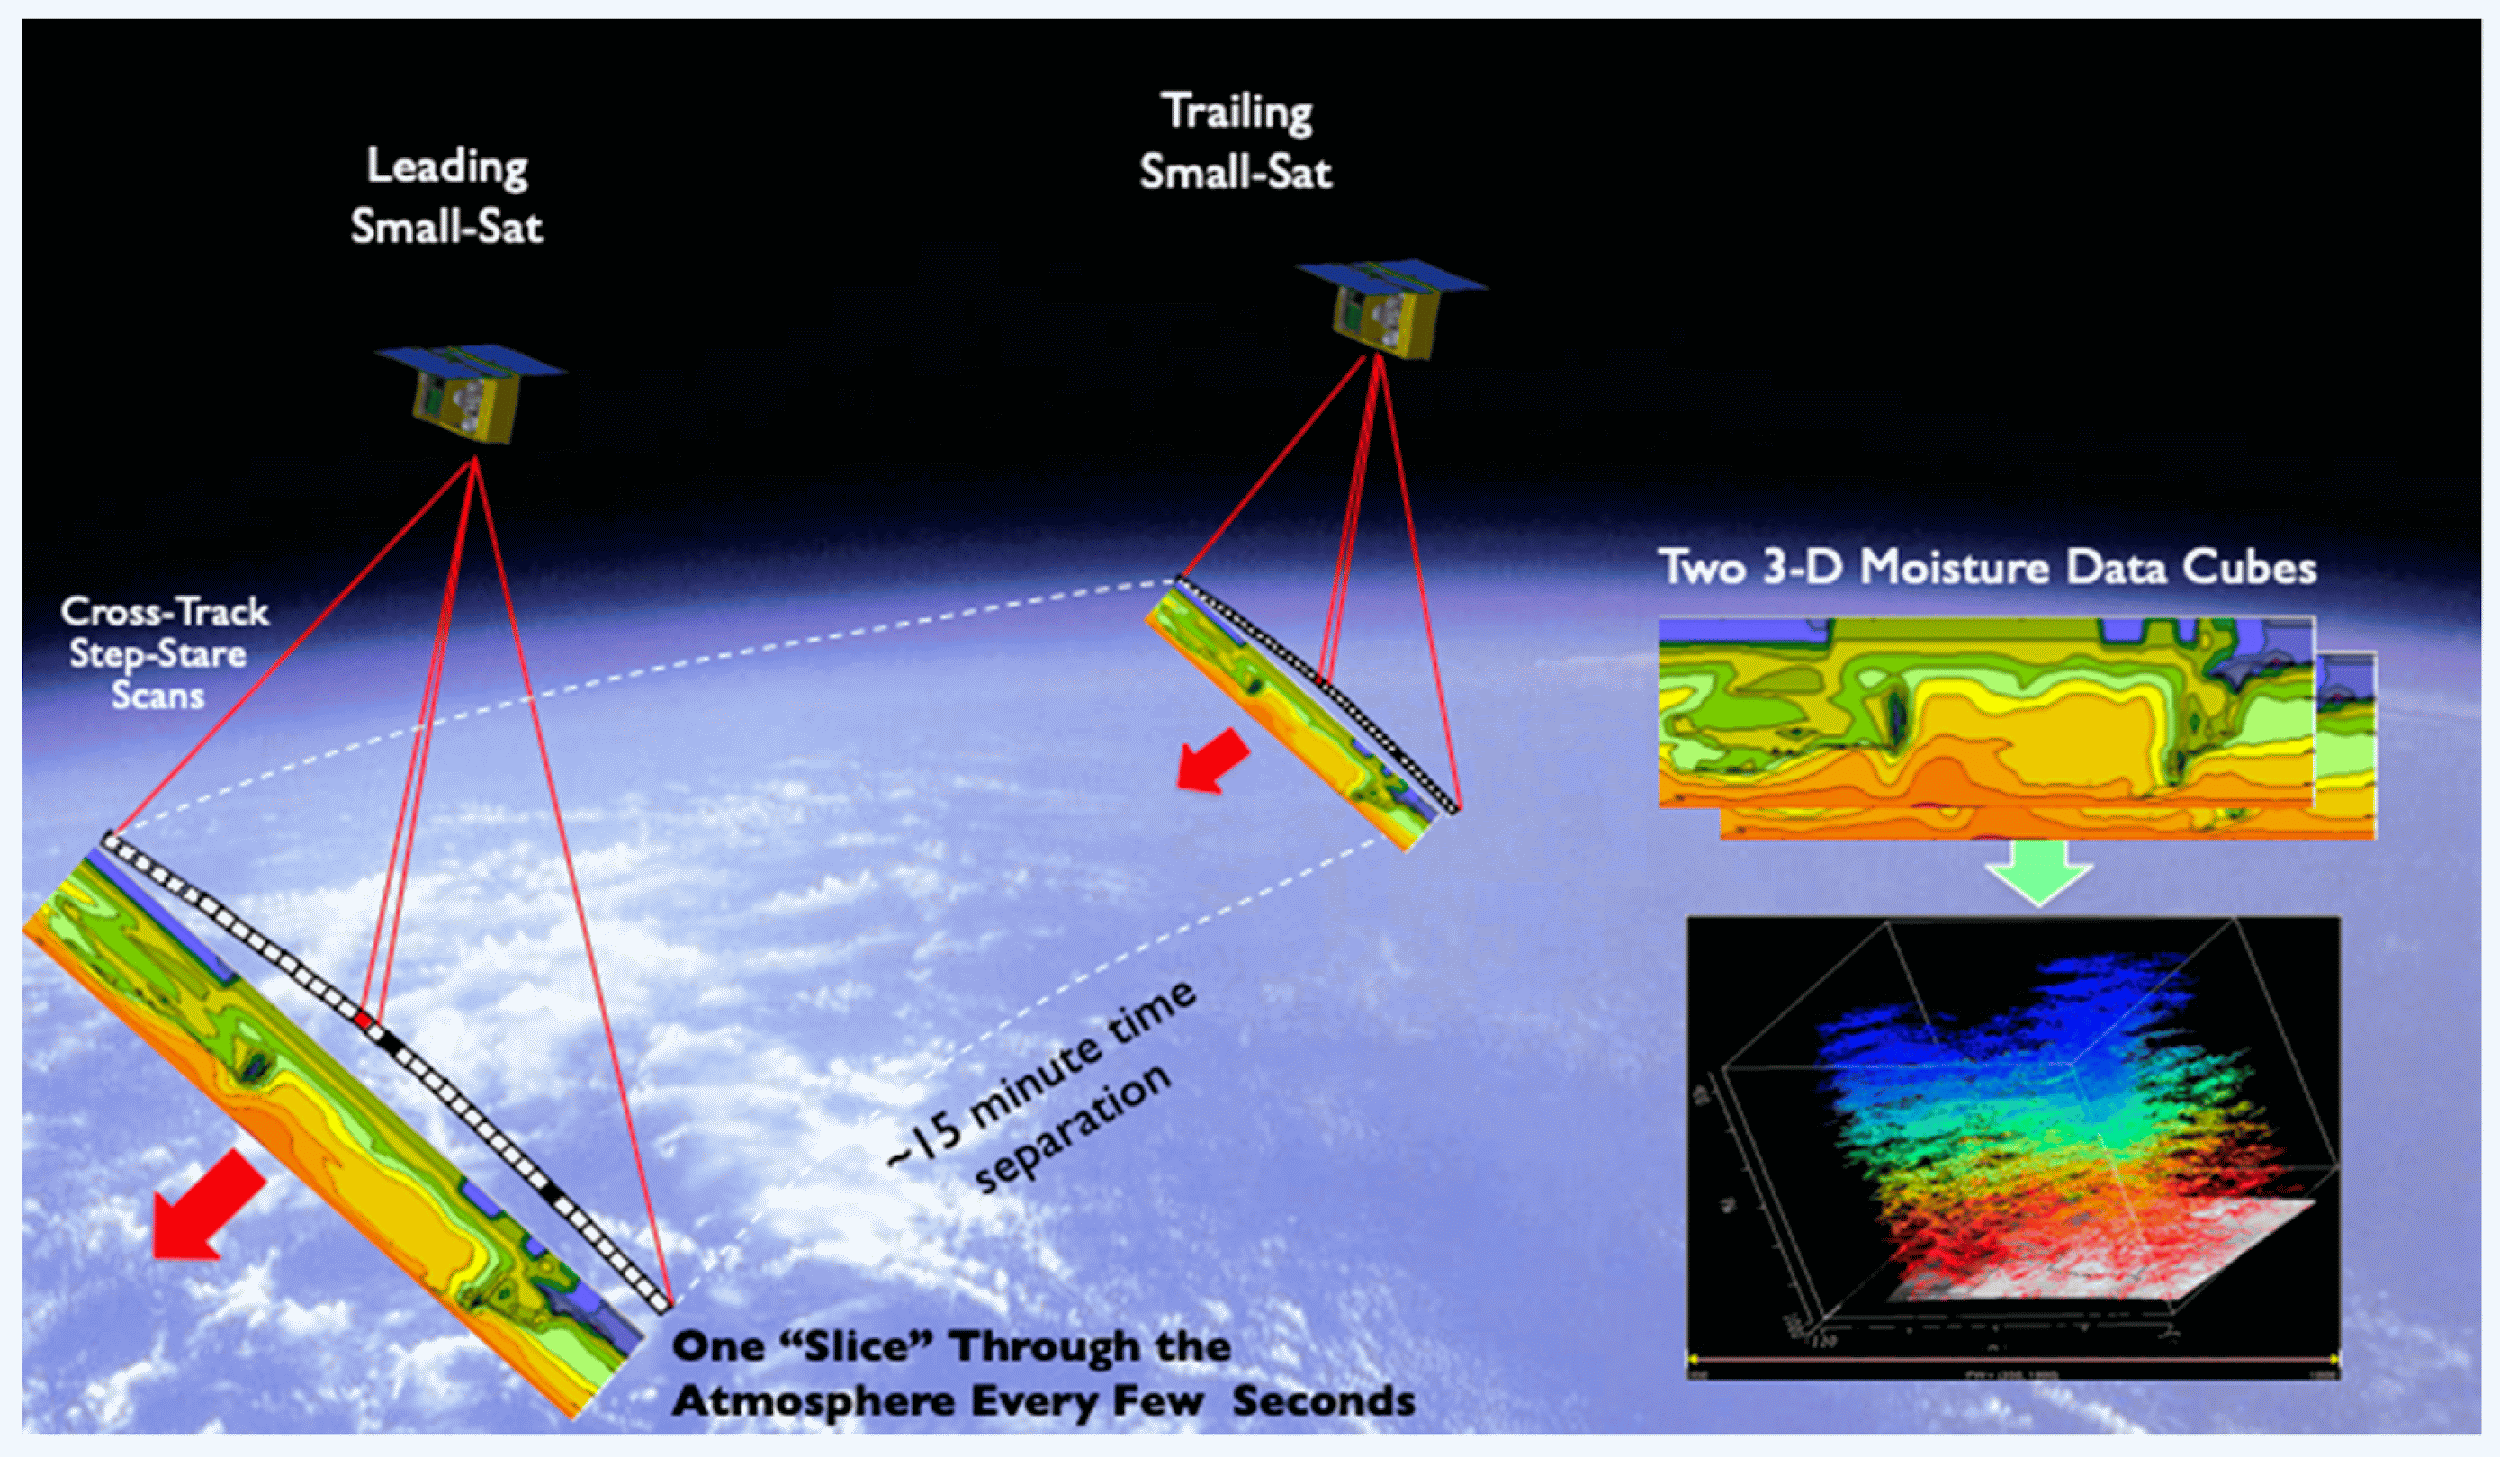 Trailing
Small-Sat
Leading
Small-Sat
Cross-Track
Step-Stare
Scans
Two 3-D Moisture Data Cubes
~15 minute time
separation
One “Slice” Through the
Atmosphere Every Few Seconds